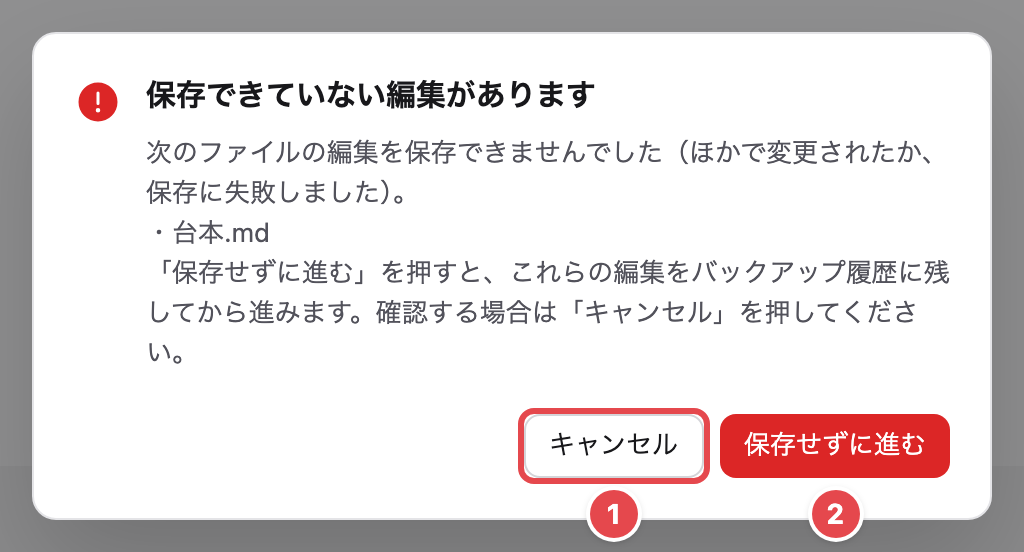 保存できていない編集があります
次のファイルの編集を保存できませんでした（ほかで変更されたか、
保存に失敗しました）。
・台本.md
「保存せずに進む」を押すと、これらの編集をバックアップ履歴に残
してから進みます。確認する場合は「キャンセル」を押してくださ
い。
キャンセル
保存せずに進む
1
2